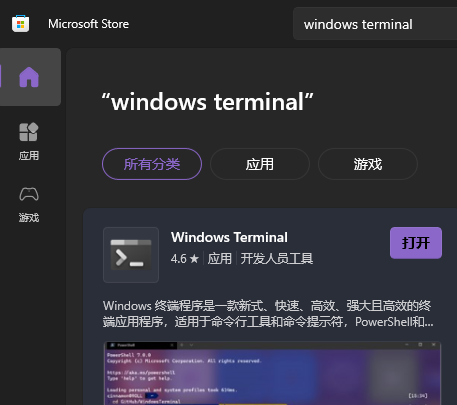 Microsoft Store
windows terminal
“windows terminal”
所有分类
应用
游戏
应用
游戏
Windows Terminal
打开
4.6 ★ | 应用 | 开发人员工具
Windows 终端程序是一款新式、快速、高效、强大且高效的终
端应用程序，适用于命令行工具和命令提示符，PowerShell和...
PowerShell
PowerShell 7.0.0
Copyright (c) Microsoft Corporation. All rights reserved.
https://aka.ms/powershell
Type 'help' to get help.
Loading personal and system profiles took 619ms.
cd GitHub\WindowsTerminal